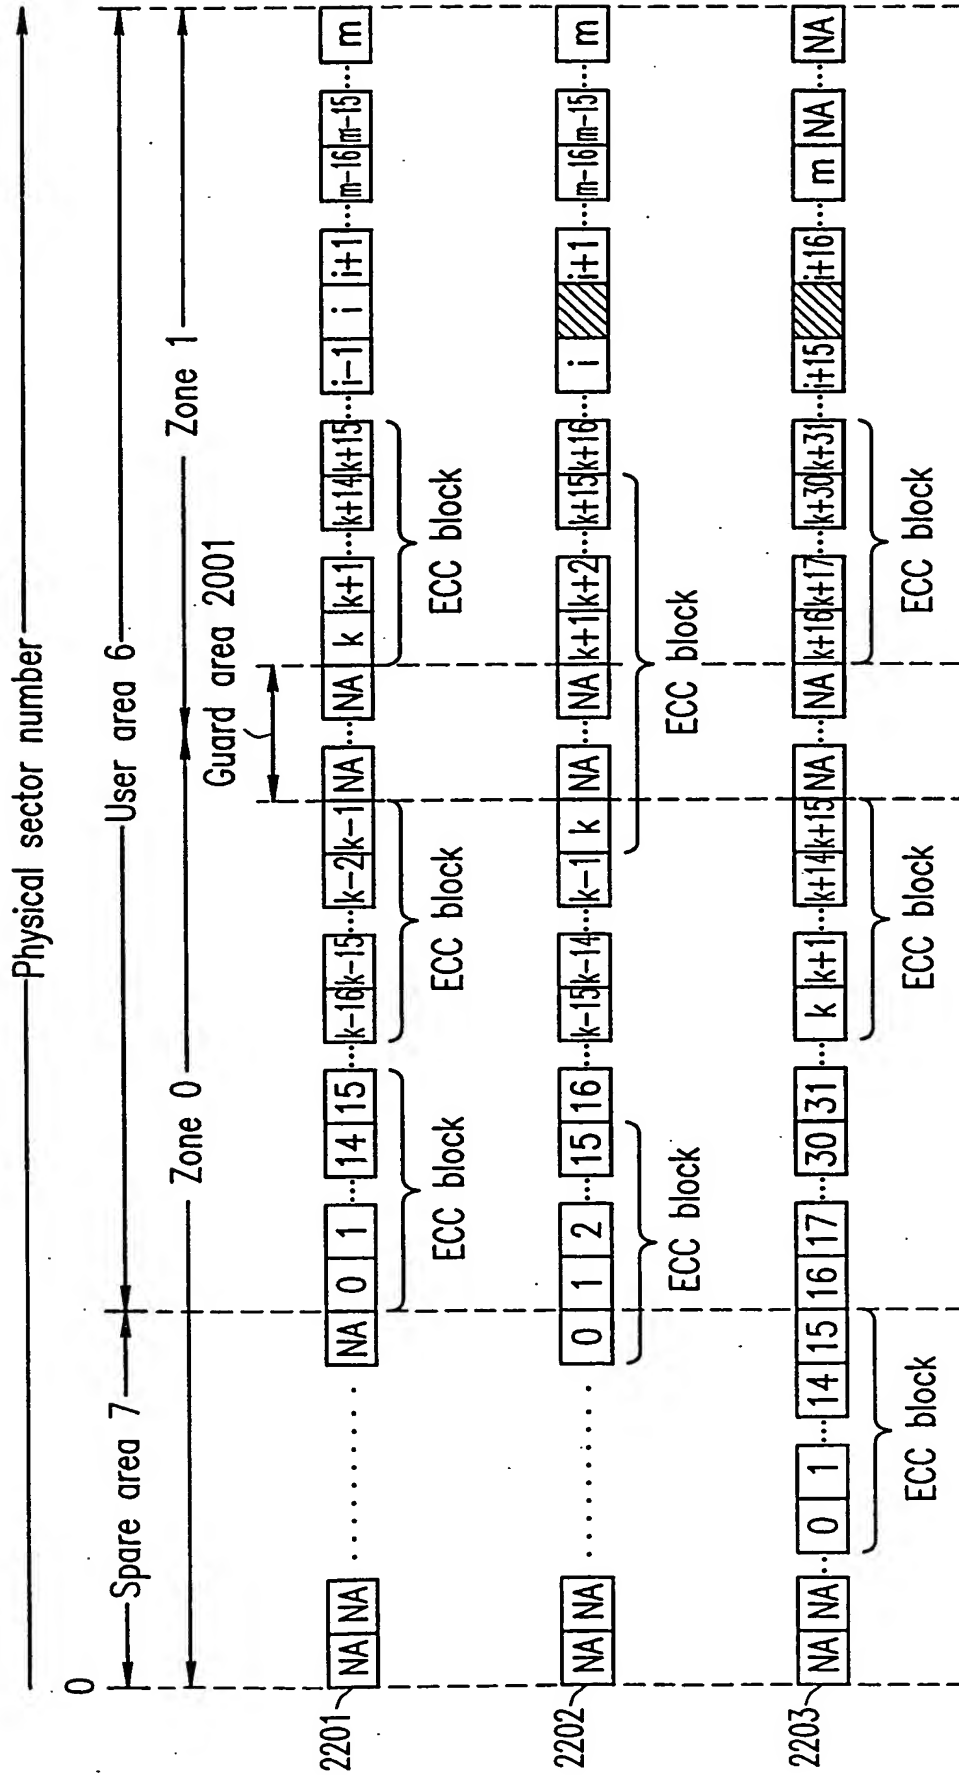 Physical sector number
0
Spare area 7
User area 6
Zone 0
Zone 1
Guard area 2001
2201
NA NA ········ NA 0 1 ··· 14 15 ··· k-16 k-15 ··· k-2 k-1 NA ··· NA k k+1 ··· k+14 k+15 ··· i-1 i i+1 ··· m-16 m-15 ··· m
ECC block
ECC block
ECC block
2202
NA NA ········ 0 1 2 ··· 15 16 ··· k-15 k-14 ··· k-1 k NA ··· NA k+1 k+2 ··· k+15 k+16 ··· i i+1 ··· m-16 m-15 ··· m
ECC block
ECC block
2203
NA NA ·· 0 1 ··· 14 15 16 17 ··· 30 31 ··· k k+1 ··· k+14 k+15 NA ··· NA k+16 k+17 ··· k+30 k+31 ··· i+15 i+16 ··· m NA ··· NA
ECC block
ECC block
ECC block